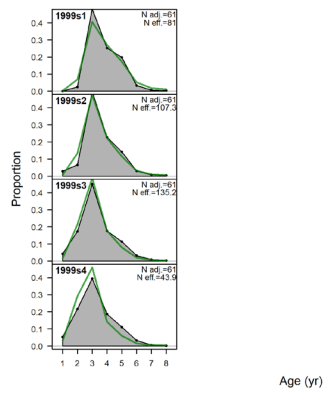 1999s1
N adj.=61
N eff.=81
0.4
0.3
0.2
0.1
0.0
1999s2
N adj.=61
N eff.=107.3
0.4
0.3
0.2
0.1
0.0
1999s3
N adj.=61
N eff.=135.2
0.4
0.3
0.2
0.1
0.0
1999s4
N adj.=61
N eff.=43.9
0.4
0.3
0.2
0.1
0.0
1 2 3 4 5 6 7 8
Proportion
Age (yr)